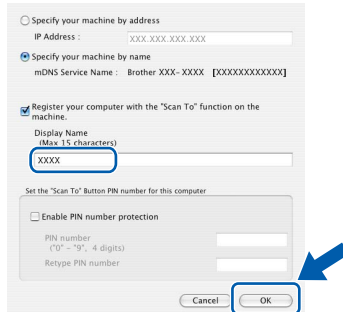 Specify your machine by address
IP Address : XXX.XXX.XXX.XXX
Specify your machine by name
mDNS Service Name : Brother XXX-XXXX [XXXXXXXXXXXX]
Register your computer with the "Scan To" function on the
machine.
Display Name
(Max 15 characters)
XXXX
Set the "Scan To" Button PIN number for this computer
Enable PIN number protection
PIN number
("0" - "9", 4 digits)
Retype PIN number
Cancel OK